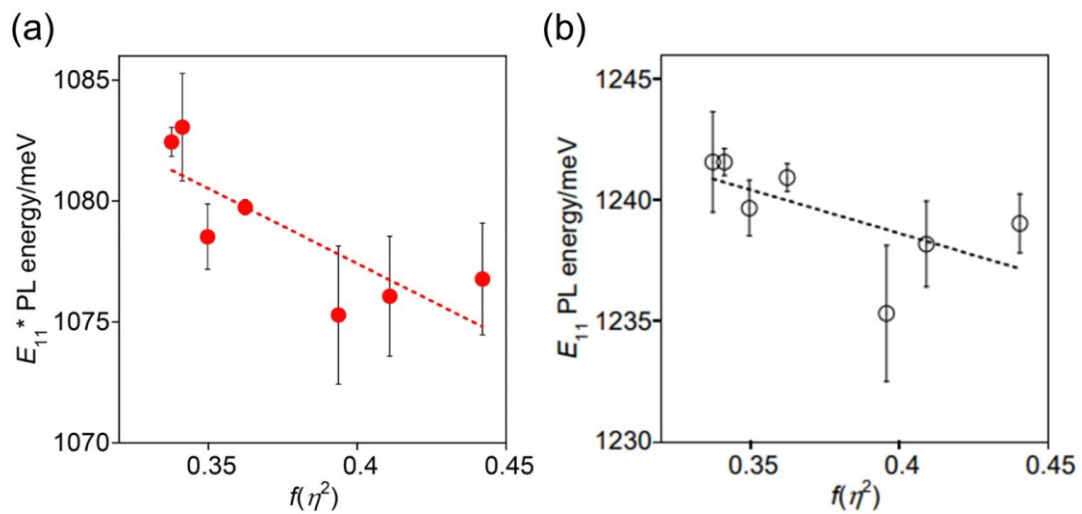 (a)
1085
1080
1075
1070
E₁₁* PL energy/meV
0.35
0.4
0.45
f(η²)
(b)
1245
1240
1235
1230
E₁₁ PL energy/meV
0.35
0.4
0.45
f(η²)